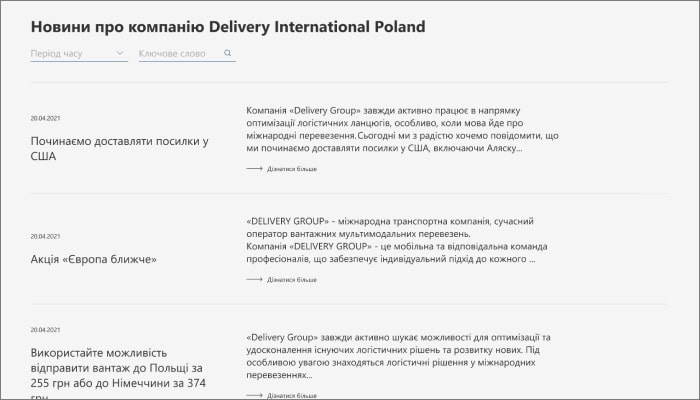 Новини про компанію Delivery International Poland
Період часу
Ключове слово
20.04.2021
Починаємо доставляти посилки у
США
Компанія «Delivery Group» завжди активно працює в напрямку
оптимізації логістичних ланцюгів, особливо, коли мова йде про
міжнародні перевезення.Сьогодні ми з радістю хочемо повідомити, що
ми починаємо доставляти посилки у США, включаючи Аляску...
Дізнатися більше
20.04.2021
Акція «Європа ближче»
«DELIVERY GROUP» - міжнародна транспортна компанія, сучасний
оператор вантажних мультимодальних перевезень.
Компанія «DELIVERY GROUP» - це мобільна та відповідальна команда
професіоналів, що забезпечує індивідуальний підхід до кожного ...
Дізнатися більше
20.04.2021
Використайте можливість
відправити вантаж до Польщі за
255 грн або до Німеччини за 374
грн
«Delivery Group» завжди активно шукає можливості для оптимізації та
удосконалення існуючих логістичних рішень та розвитку нових. Під
особливою увагою знаходяться логістичні рішення у міжнародних
перевезеннях...
Дізнатися більше